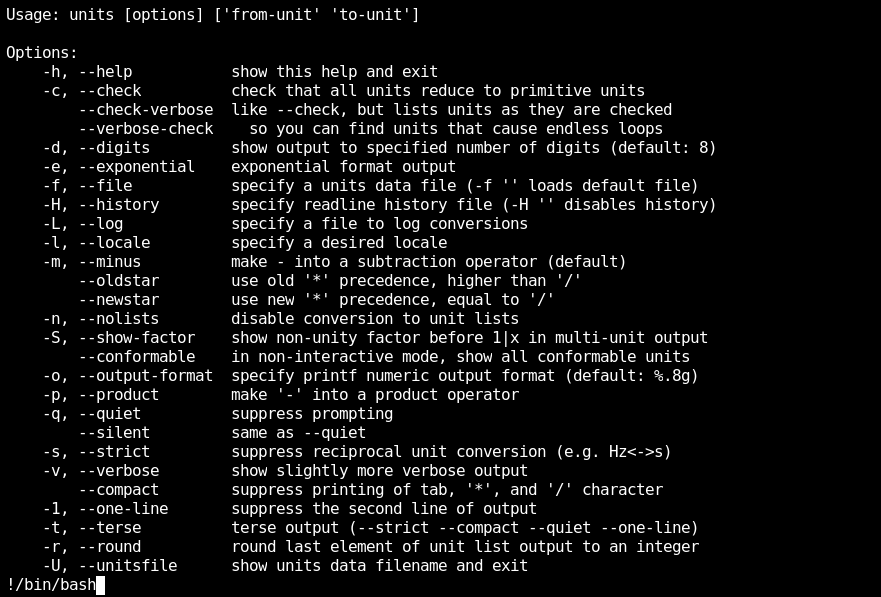 Usage: units [options] ['from-unit' 'to-unit']

Options:
    -h, --help           show this help and exit
    -c, --check          check that all units reduce to primitive units
        --check-verbose  like --check, but lists units as they are checked
        --verbose-check    so you can find units that cause endless loops
    -d, --digits         show output to specified number of digits (default: 8)
    -e, --exponential    exponential format output
    -f, --file           specify a units data file (-f '' loads default file)
    -H, --history        specify readline history file (-H '' disables history)
    -L, --log            specify a file to log conversions
    -l, --locale         specify a desired locale
    -m, --minus          make - into a subtraction operator (default)
        --oldstar        use old '*' precedence, higher than '/'
        --newstar        use new '*' precedence, equal to '/'
    -n, --nolists        disable conversion to unit lists
    -S, --show-factor    show non-unity factor before 1|x in multi-unit output
        --conformable    in non-interactive mode, show all conformable units
    -o, --output-format  specify printf numeric output format (default: %.8g)
    -p, --product        make '-' into a product operator
    -q, --quiet          suppress prompting
        --silent         same as --quiet
    -s, --strict         suppress reciprocal unit conversion (e.g. Hz<->s)
    -v, --verbose        show slightly more verbose output
        --compact        suppress printing of tab, '*', and '/' character
    -1, --one-line       suppress the second line of output
    -t, --terse          terse output (--strict --compact --quiet --one-line)
    -r, --round          round last element of unit list output to an integer
    -U, --unitsfile      show units data filename and exit
!/bin/bash